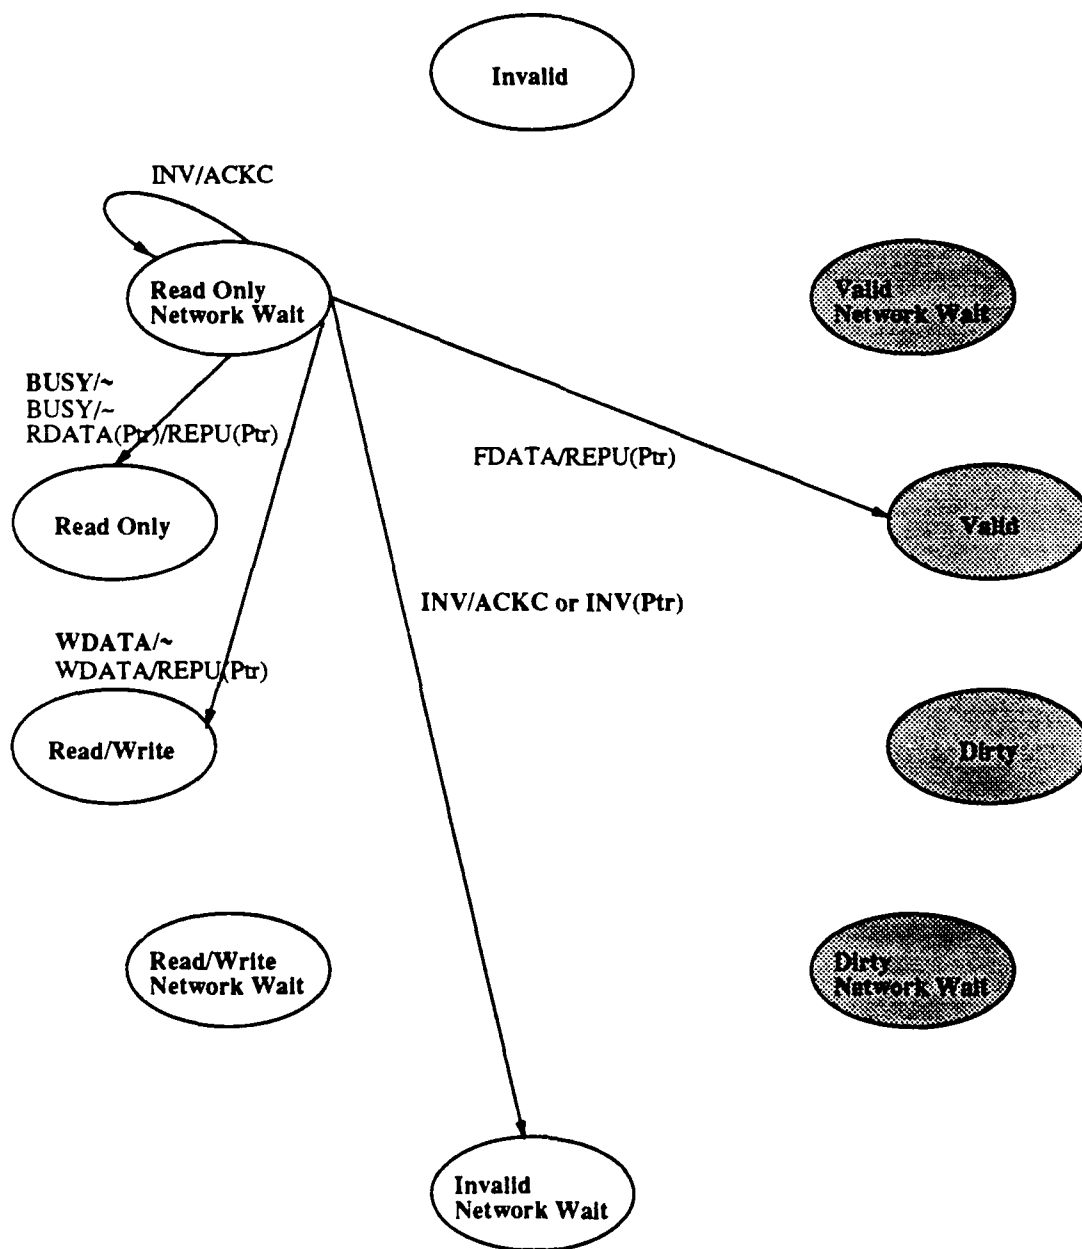 Invalid
INV/ACKC
Read Only
Network Wait
Valid
Network Wait
BUSY/~
BUSY/~
RDATA(Ptr)/REPU(Ptr)
FDATA/REPU(Ptr)
Read Only
Valid
INV/ACKC or INV(Ptr)
WDATA/~
WDATA/REPU(Ptr)
Read/Write
Dirty
Read/Write
Network Wait
Dirty
Network Wait
Invalid
Network Wait